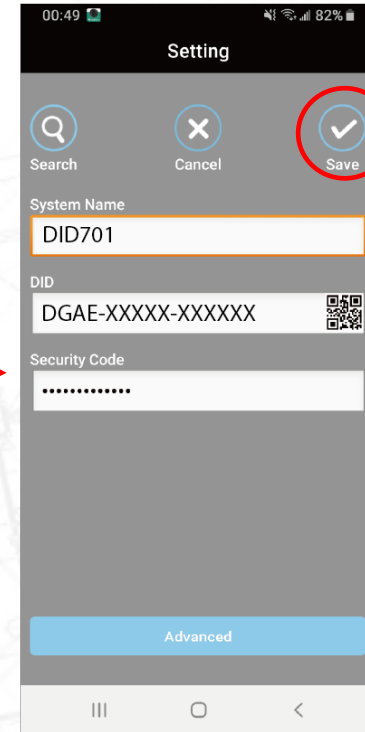 00:49 82%
Setting
Search Cancel Save
System Name
DID701
DID
DGAE-XXXXX-XXXXXX
Security Code
•••••••••••••
Advanced